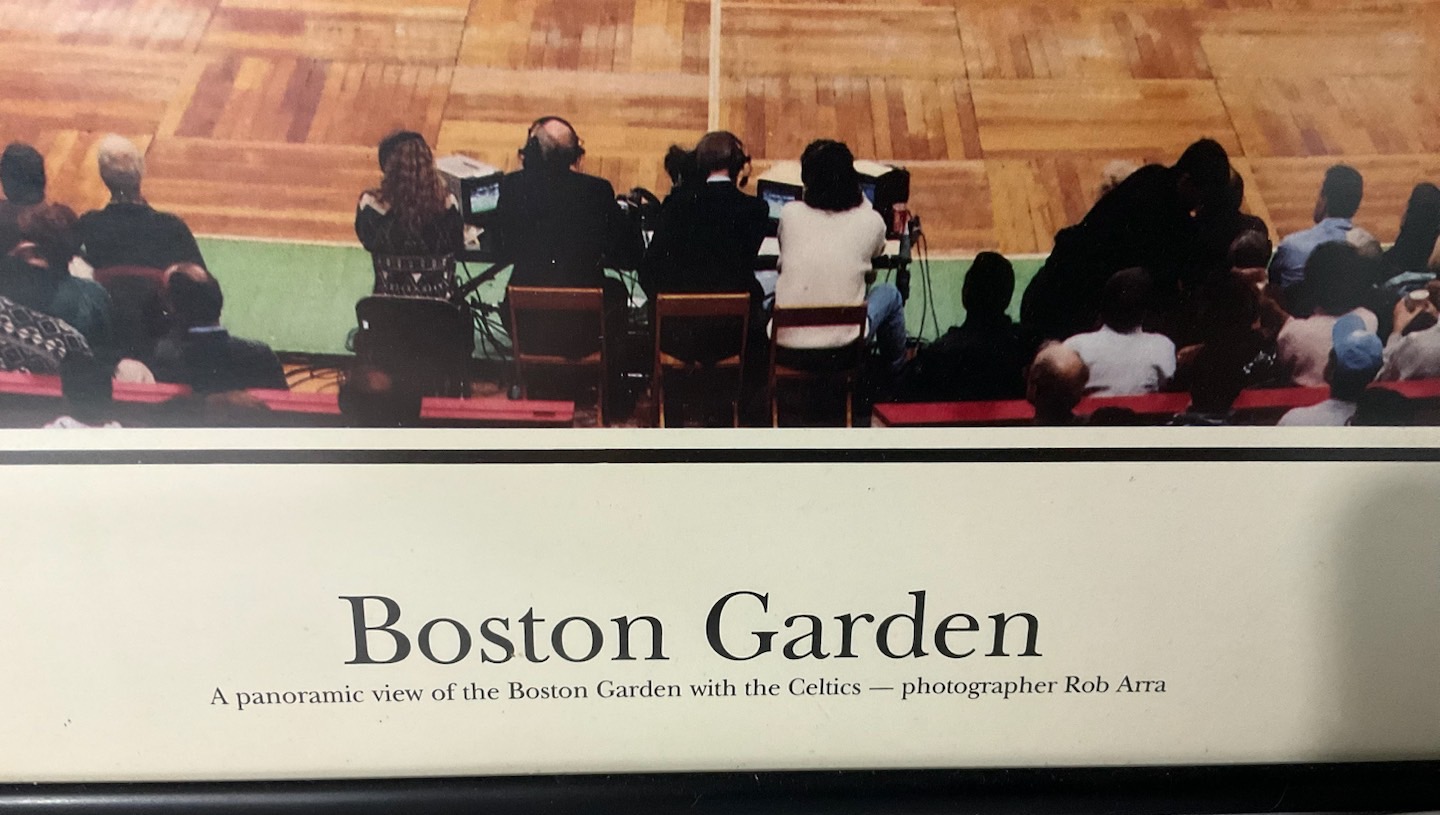 Boston Garden
A panoramic view of the Boston Garden with the Celtics — photographer Rob Arra